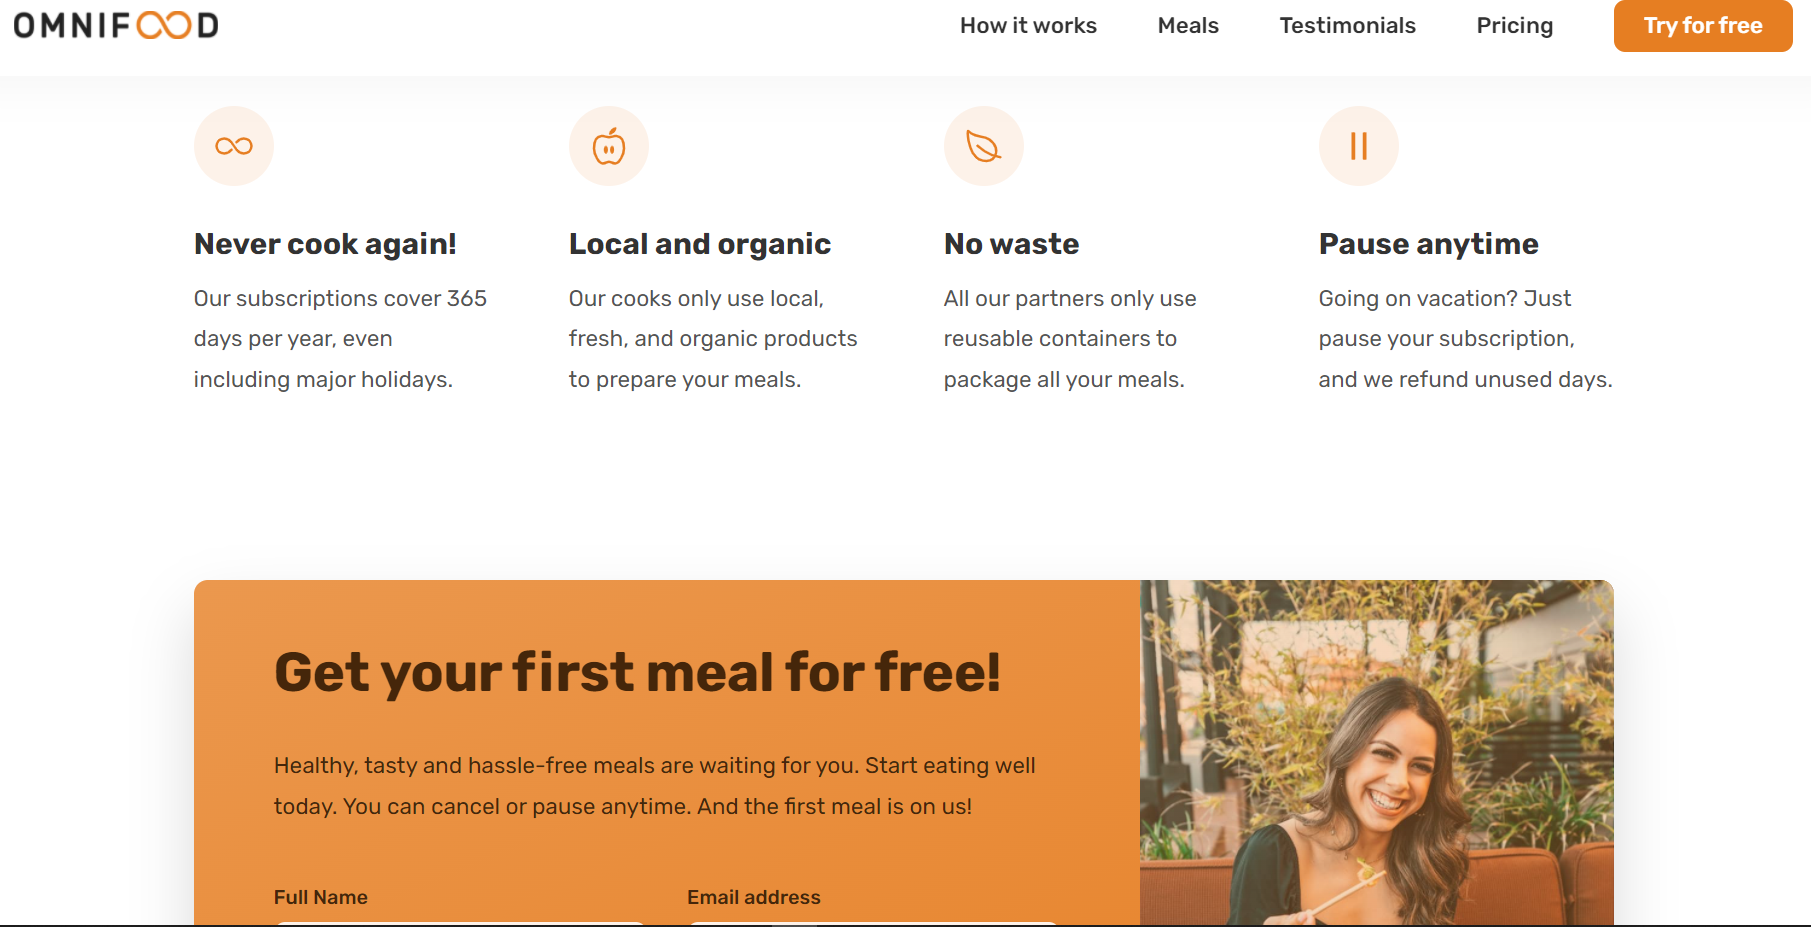 OMNIFOOD
How it works
Meals
Testimonials
Pricing
Try for free
Never cook again!
Our subscriptions cover 365
days per year, even
including major holidays.
Local and organic
Our cooks only use local,
fresh, and organic products
to prepare your meals.
No waste
All our partners only use
reusable containers to
package all your meals.
Pause anytime
Going on vacation? Just
pause your subscription,
and we refund unused days.
Get your first meal for free!
Healthy, tasty and hassle-free meals are waiting for you. Start eating well
today. You can cancel or pause anytime. And the first meal is on us!
Full Name
Email address